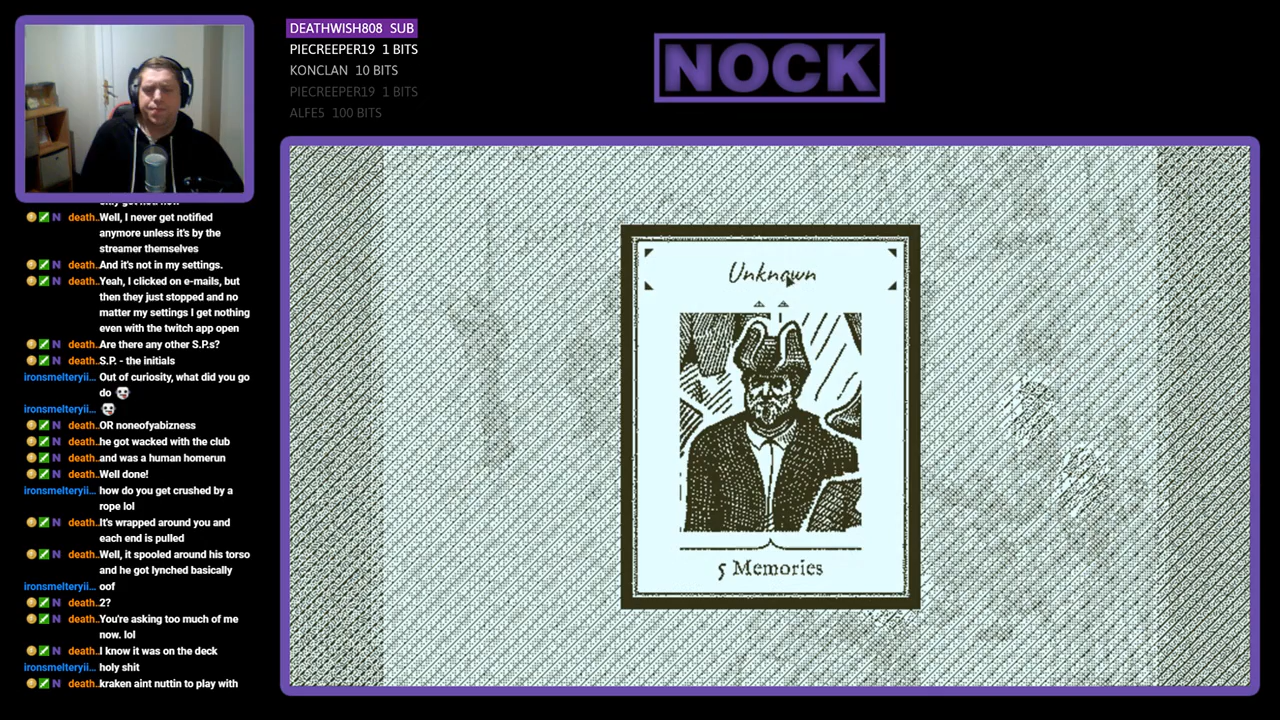 DEATHWISH808 SUB
PIECREEPER19 1 BITS
KONCLAN 10 BITS
PIECREEPER19 1 BITS
ALFE5 100 BITS
NOCK
N death..Well, I never get notified
anymore unless it's by the
streamer themselves
N death..And it's not in my settings.
N death..Yeah, I clicked on e-mails, but
then they just stopped and no
matter my settings I get nothing
even with the twitch app open
N death..Are there any other S.P.s?
N death..S.P. - the initials
ironsmelteryii... Out of curiosity, what did you go
do
ironsmelteryii...
N death..OR noneofyabizness
N death..he got wacked with the club
N death..and was a human homerun
N death..Well done!
ironsmelteryii... how do you get crushed by a
rope lol
N death..It's wrapped around you and
each end is pulled
N death..Well, it spooled around his torso
and he got lynched basically
ironsmelteryii... oof
N death..2?
N death..You're asking too much of me
now. lol
N death..I know it was on the deck
ironsmelteryii... holy shit
N death..kraken aint nuttin to play with
Unknown
5 Memories